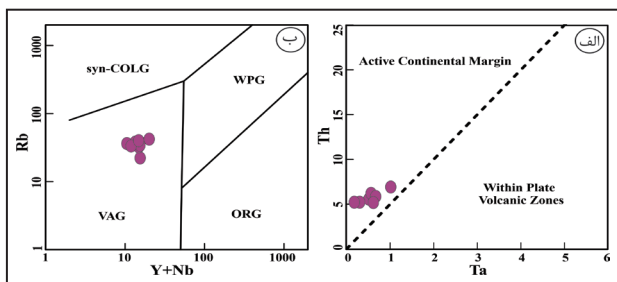 ب
1000
100
10
1
Rb
syn-COLG
WPG
VAG
ORG
1
10
100
1000
Y+Nb
الف
25
20
15
10
5
0
Th
Active Continental Margin
Within Plate
Volcanic Zones
0
1
2
3
4
5
6
Ta